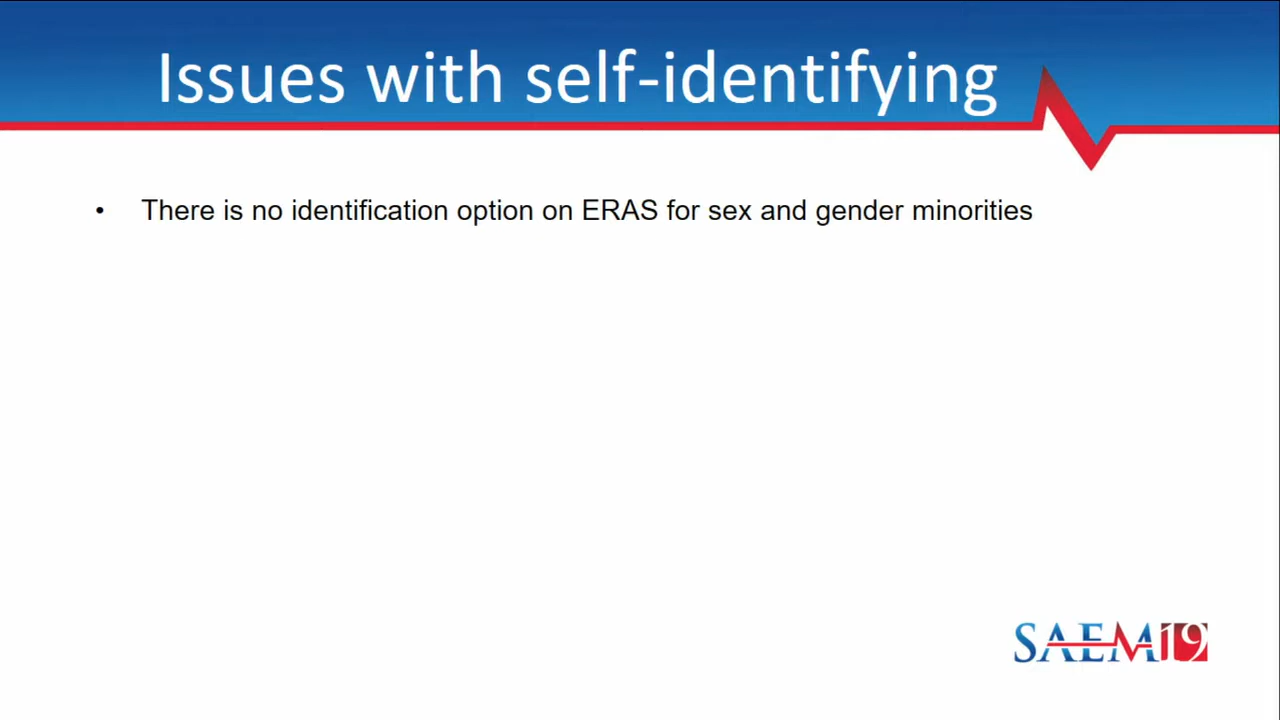 Issues with self-identifying
• There is no identification option on ERAS for sex and gender minorities
SAEM19